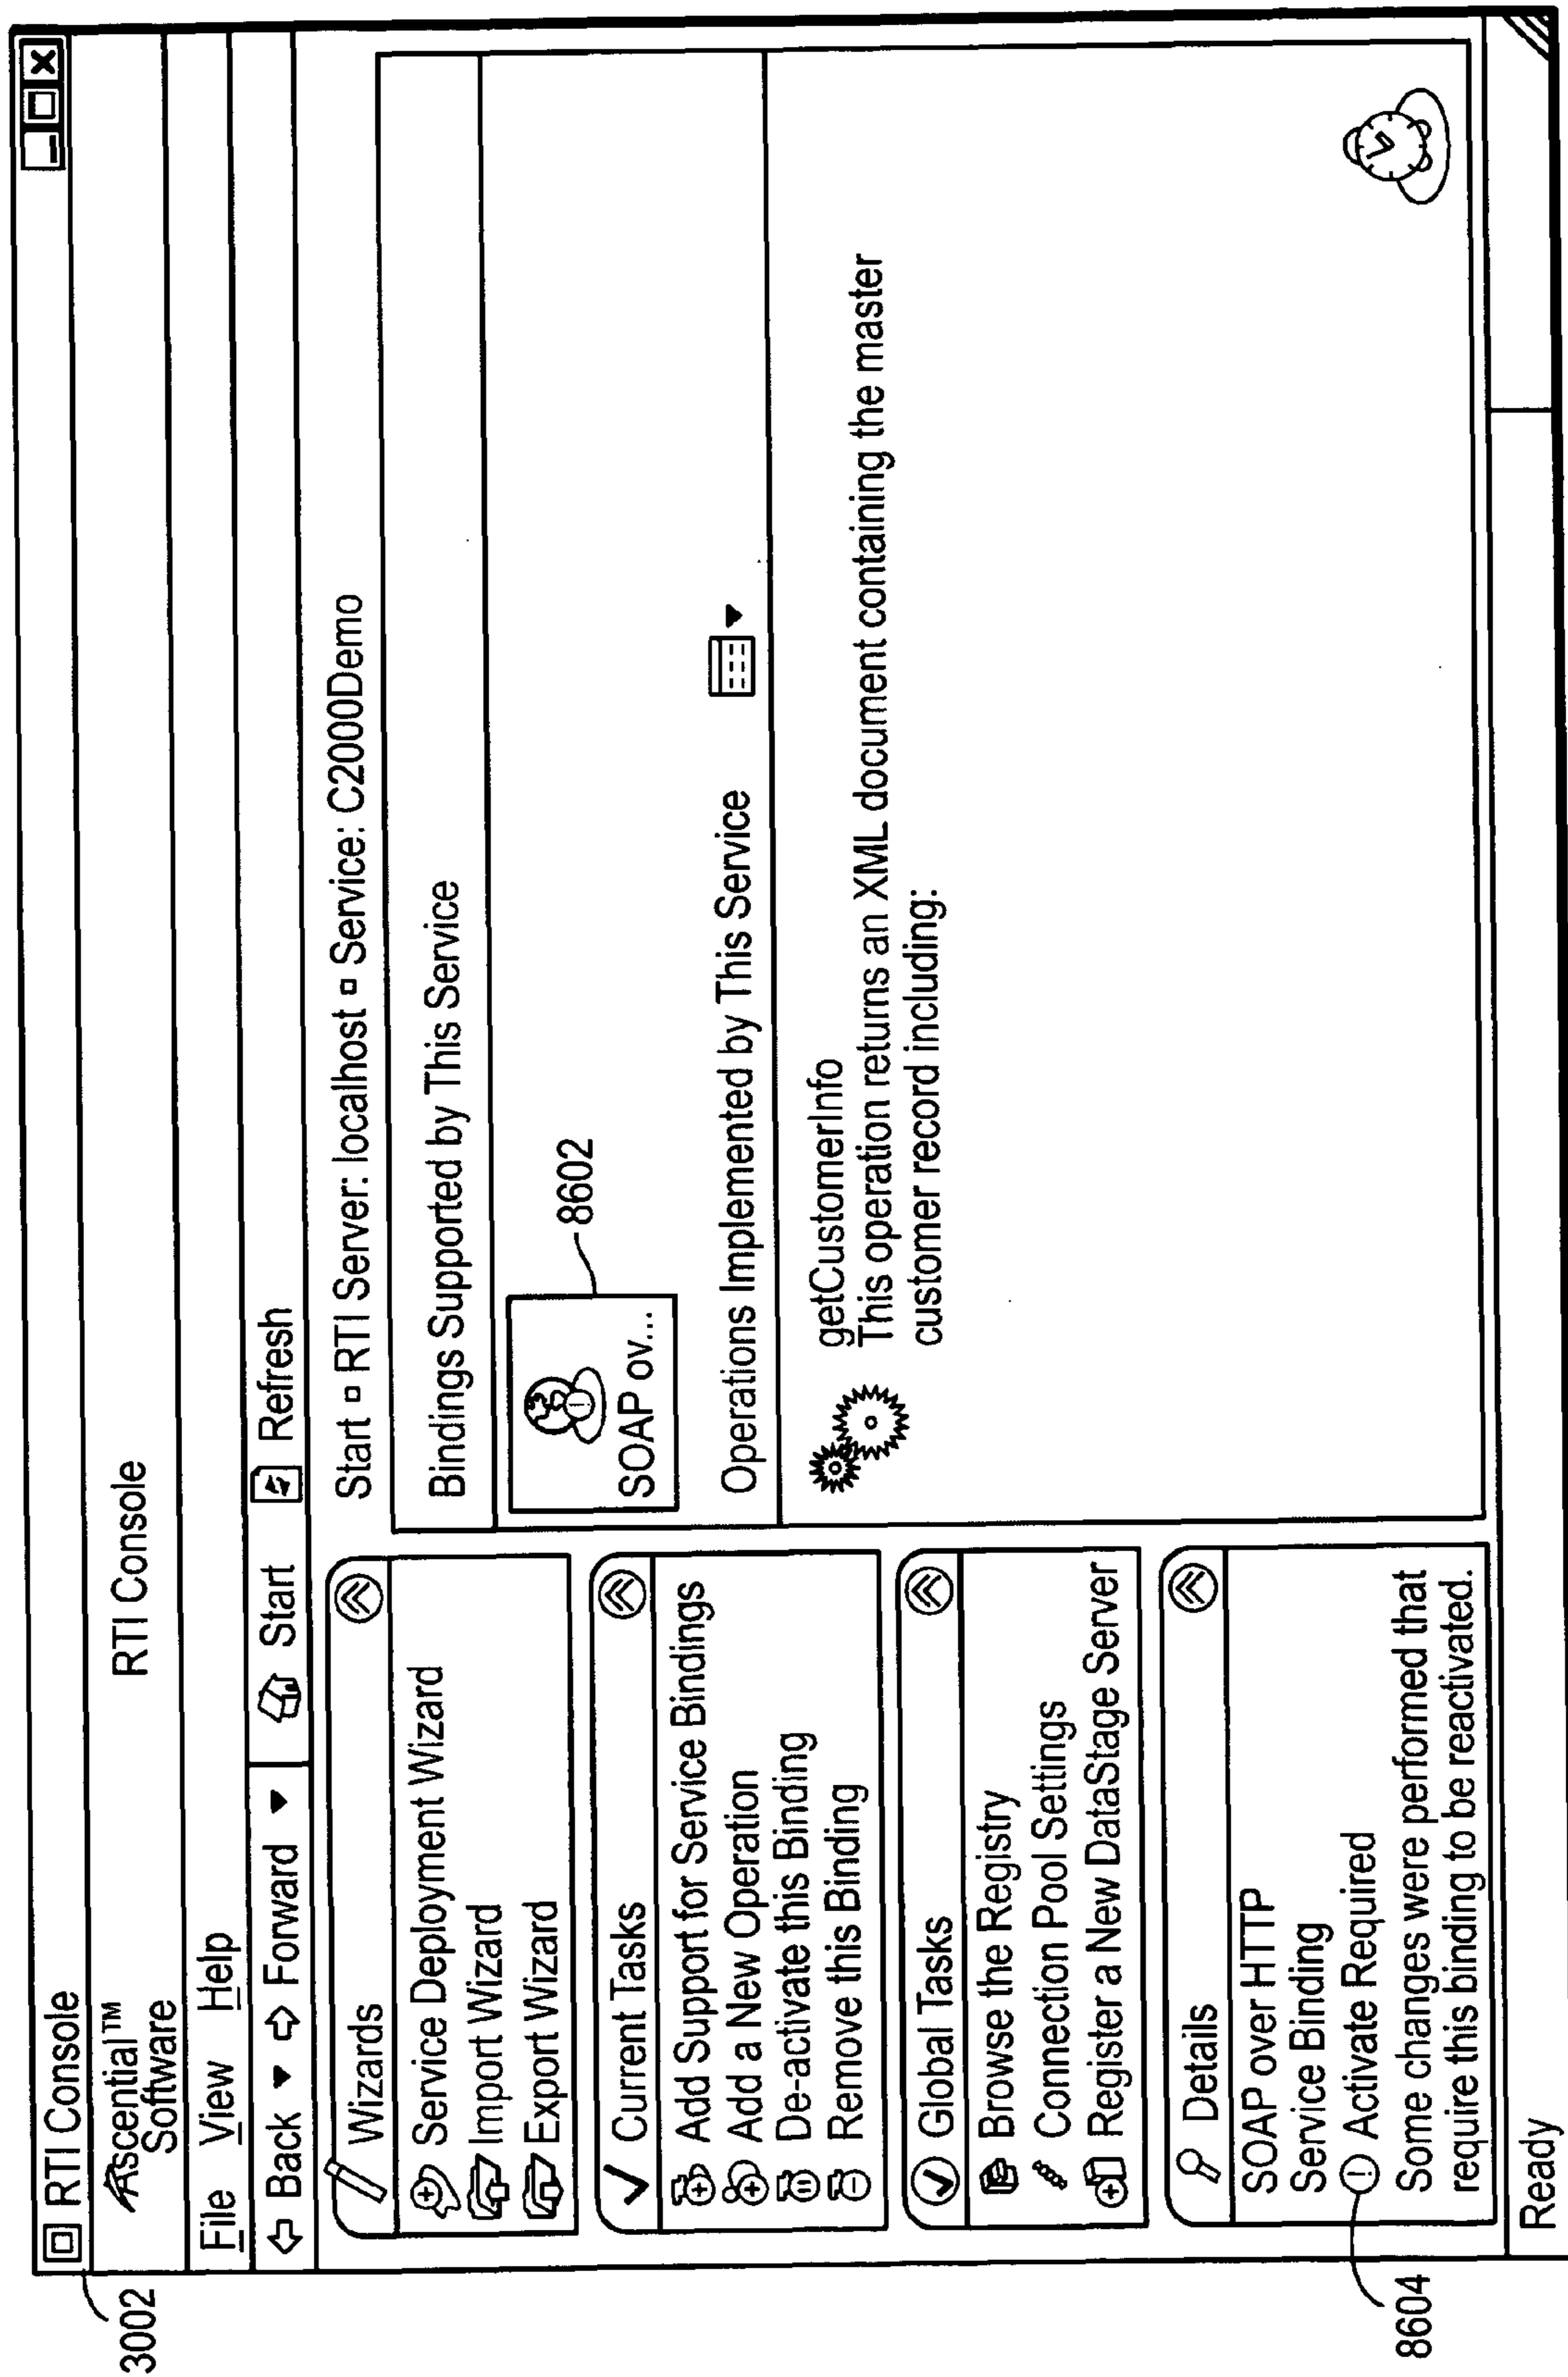 3002
RTI Console
Ascential™
Software
RTI Console
File View Help
Back Forward Start Refresh
Wizards
Service Deployment Wizard
Import Wizard
Export Wizard
Current Tasks
Add Support for Service Bindings
Add a New Operation
De-activate this Binding
Remove this Binding
Global Tasks
Browse the Registry
Connection Pool Settings
Register a New DataStage Server
Details
SOAP over HTTP
Service Binding
Activate Required
Some changes were performed that
require this binding to be reactivated.
8604
Start RTI Server: localhost Service: C2000Demo
Bindings Supported by This Service
SOAP ov...
8602
Operations Implemented by This Service
getCustomerInfo
This operation returns an XML document containing the master
customer record including:
Ready